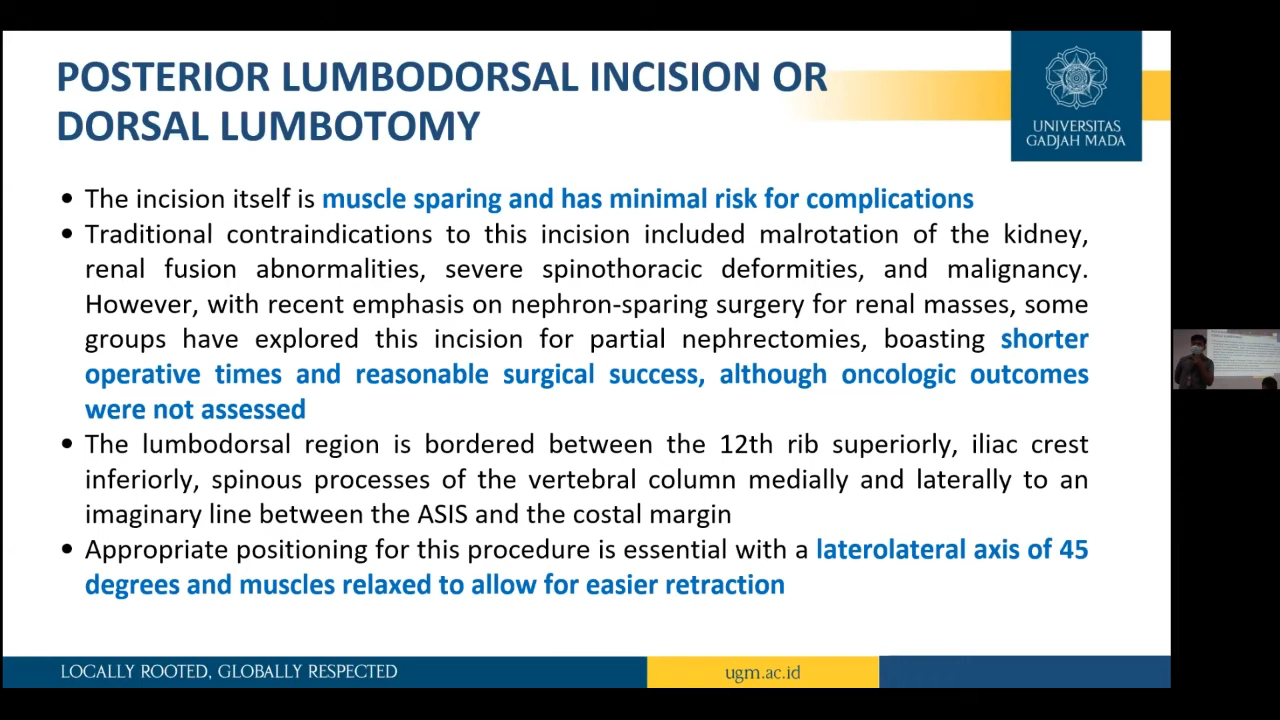 POSTERIOR LUMBODORSAL INCISION OR
DORSAL LUMBOTOMY
UNIVERSITAS
GADJAH MADA
• The incision itself is muscle sparing and has minimal risk for complications
• Traditional contraindications to this incision included malrotation of the kidney,
renal fusion abnormalities, severe spinothoracic deformities, and malignancy.
However, with recent emphasis on nephron-sparing surgery for renal masses, some
groups have explored this incision for partial nephrectomies, boasting shorter
operative times and reasonable surgical success, although oncologic outcomes
were not assessed
• The lumbodorsal region is bordered between the 12th rib superiorly, iliac crest
inferiorly, spinous processes of the vertebral column medially and laterally to an
imaginary line between the ASIS and the costal margin
• Appropriate positioning for this procedure is essential with a laterolateral axis of 45
degrees and muscles relaxed to allow for easier retraction
LOCALLY ROOTED, GLOBALLY RESPECTED
ugm.ac.id